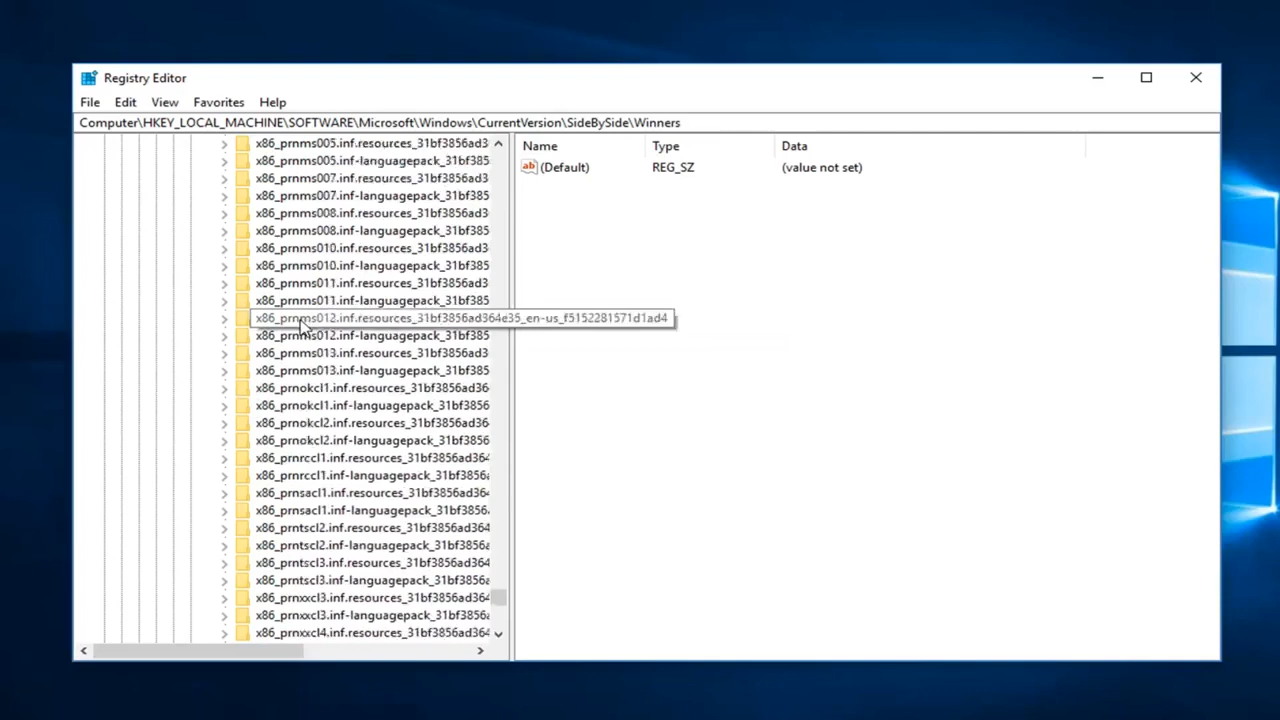 Registry Editor
File Edit View Favorites Help
Computer\HKEY_LOCAL_MACHINE\SOFTWARE\Microsoft\Windows\CurrentVersion\SideBySide\Winners
x86_prnms005.inf.resources_31bf3856ad3
x86_prnms005.inf-languagepack_31bf385
x86_prnms007.inf.resources_31bf3856ad3
x86_prnms007.inf-languagepack_31bf385
x86_prnms008.inf.resources_31bf3856ad3
x86_prnms008.inf-languagepack_31bf385
x86_prnms010.inf.resources_31bf3856ad3
x86_prnms010.inf-languagepack_31bf385
x86_prnms011.inf.resources_31bf3856ad3
x86_prnms011.inf-languagepack_31bf385
x86_prnms012.inf.resources_31bf3856ad364e35_en-us_f5152281571d1ad4
x86_prnms012.inf-languagepack_31bf385
x86_prnms013.inf.resources_31bf3856ad3
x86_prnms013.inf-languagepack_31bf385
x86_prnokcl1.inf.resources_31bf3856ad36
x86_prnokcl1.inf-languagepack_31bf3856
x86_prnokcl2.inf.resources_31bf3856ad36
x86_prnokcl2.inf-languagepack_31bf3856
x86_prnrccl1.inf.resources_31bf3856ad364
x86_prnrccl1.inf-languagepack_31bf3856a
x86_prnsacl1.inf.resources_31bf3856ad364
x86_prnsacl1.inf-languagepack_31bf3856a
x86_prntscl2.inf.resources_31bf3856ad364
x86_prntscl2.inf-languagepack_31bf3856a
x86_prntscl3.inf.resources_31bf3856ad364
x86_prntscl3.inf-languagepack_31bf3856a
x86_prnxxcl3.inf.resources_31bf3856ad364
x86_prnxxcl3.inf-languagepack_31bf3856a
x86_prnxxcl4.inf.resources_31bf3856ad364
Name Type Data
(Default) REG_SZ (value not set)